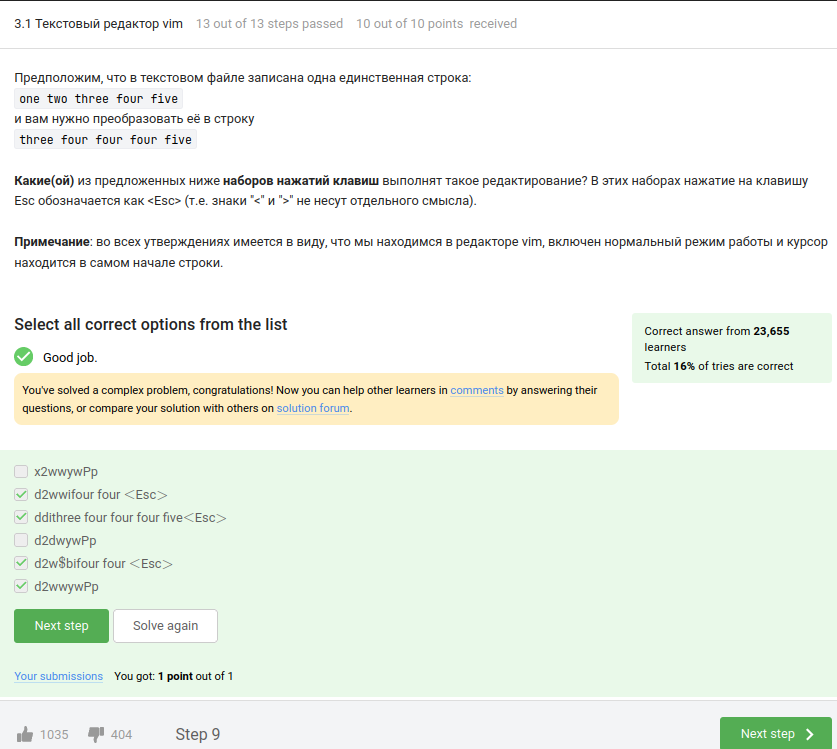 3.1 Текстовый редактор vim 13 out of 13 steps passed 10 out of 10 points received
Предположим, что в текстовом файле записана одна единственная строка:
one two three four five
и вам нужно преобразовать её в строку
three four four four five
Какие(ой) из предложенных ниже наборов нажатий клавиш выполнят такое редактирование? В этих наборах нажатие на клавишу
Esc обозначается как <Esc> (т.е. знаки "<" и ">" не несут отдельного смысла).
Примечание: во всех утверждениях имеется в виду, что мы находимся в редакторе vim, включен нормальный режим работы и курсор
находится в самом начале строки.
Select all correct options from the list
Good job.
You've solved a complex problem, congratulations! Now you can help other learners in comments by answering their
questions, or compare your solution with others on solution forum.
Correct answer from 23,655
learners
Total 16% of tries are correct
x2wwywPp
d2wwifour four <Esc>
ddithree four four four five<Esc>
d2dwywPp
d2w$bifour four <Esc>
d2wwywPp
Next step Solve again
Your submissions You got: 1 point out of 1
1035 404 Step 9 Next step